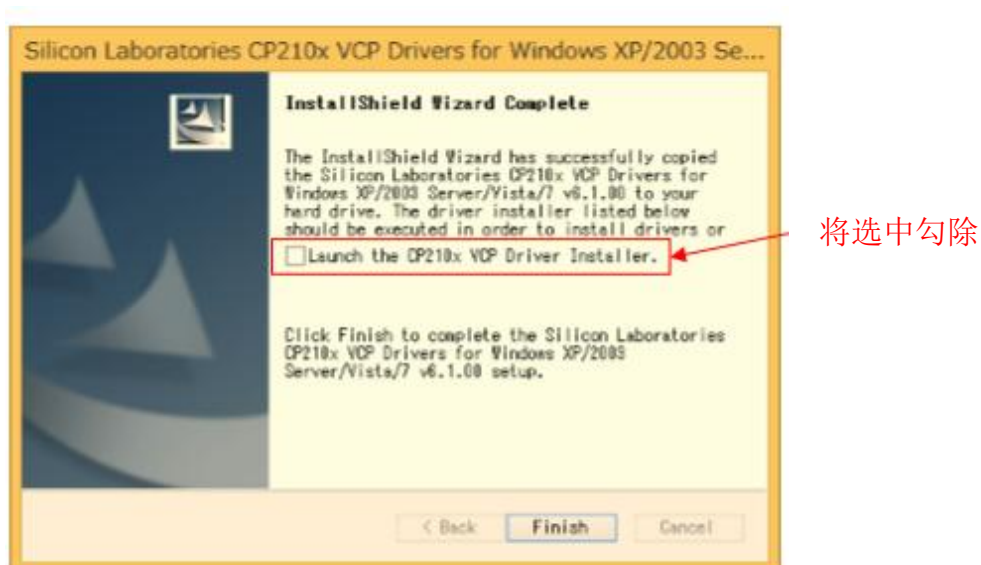 Silicon Laboratories CP210x VCP Drivers for Windows XP/2003 Se...
InstallShield Wizard Complete
The InstallShield Wizard has successfully copied
the Silicon Laboratories CP210x VCP Drivers for
Windows XP/2003 Server/Vista/7 v6.1.00 to your
hard drive. The driver installer listed below
should be executed in order to install drivers or
将选中勾除
Launch the CP210x VCP Driver Installer.
Click Finish to complete the Silicon Laboratories
CP210x VCP Drivers for Windows XP/2003
Server/Vista/7 v6.1.00 setup.
< Back
Finish
Cancel